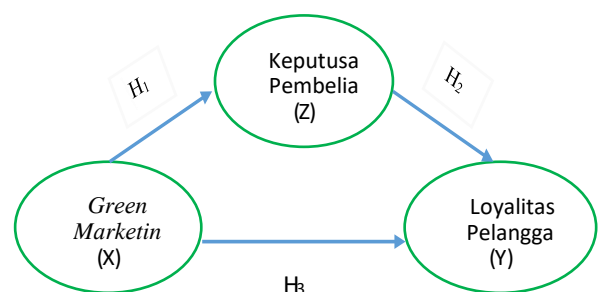 Keputusa
Pembelia
(Z)
H1
H2
Green
Marketin
(X)
Loyalitas
Pelangga
(Y)
H3